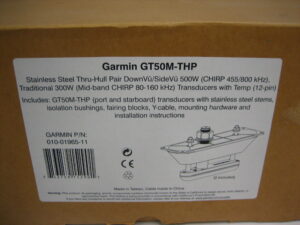 Garmin GT50M-THP
Stainless Steel Thru-Hull Pair DownVü/SideVü 500W (CHIRP 455/800 kHz),
Traditional 300W (Mid-band CHIRP 80-160 kHz) Transducers with Temp (12-pin)
Includes: GT50M-THP (port and starboard) transducers with stainless steel stems,
isolation bushings, fairing blocks, Y-cable, mounting hardware and
installation instructions
GARMIN P/N:
010-01965-11
(2 included)
Made in Taiwan, Cable made in China